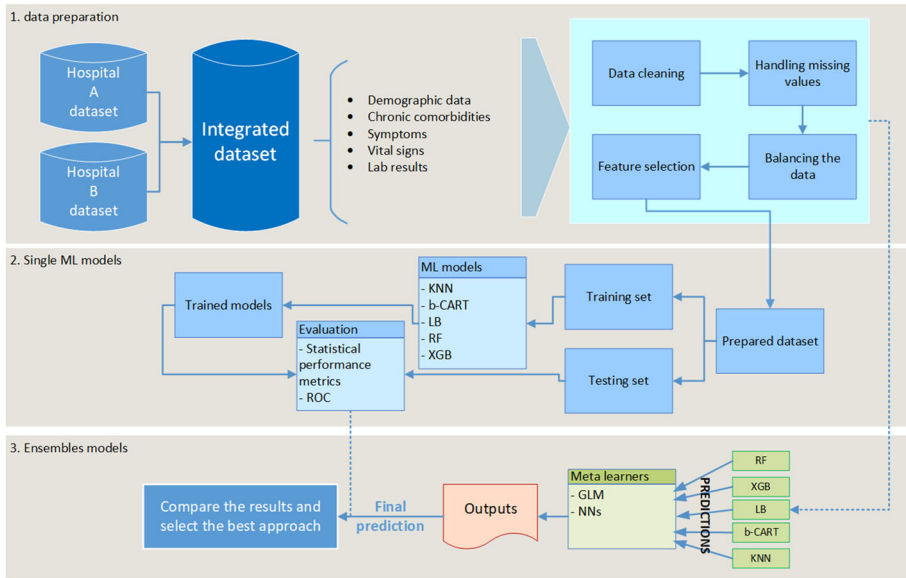 1. data preparation
Hospital
A
dataset
Hospital
B
dataset
Integrated
dataset
• Demographic data
• Chronic comorbidities
• Symptoms
• Vital signs
• Lab results
Data cleaning
Handling missing
values
Feature selection
Balancing the
data
2. Single ML models
Trained models
ML models
- KNN
- b-CART
- LB
- RF
- XGB
Training set
Prepared dataset
Evaluation
- Statistical
performance
metrics
- ROC
Testing set
3. Ensembles models
Compare the results and
select the best approach
Final
prediction
Outputs
Meta learners
- GLM
- NNs
PREDICTIONS
RF
XGB
LB
b-CART
KNN